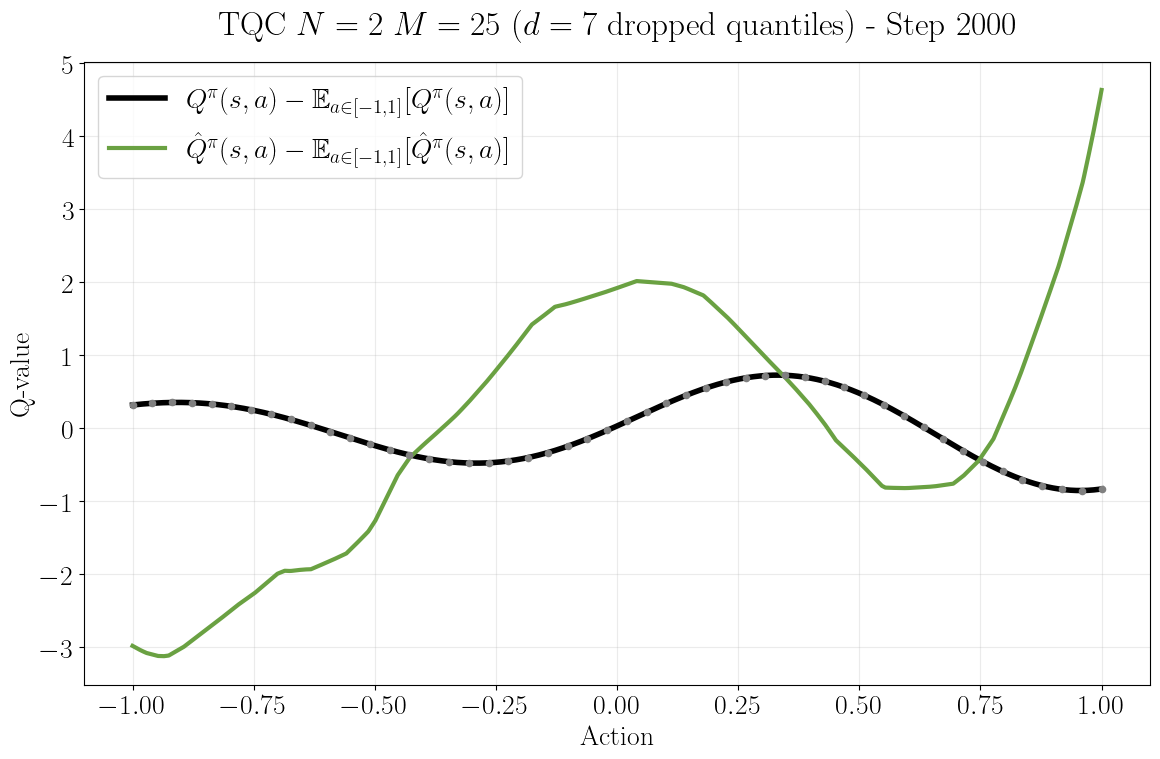 TQC N = 2 M = 25 (d = 7 dropped quantiles) - Step 2000
Q^π(s, a) − 𝔼_{a∈[−1,1]}[Q^π(s, a)]
Q̂^π(s, a) − 𝔼_{a∈[−1,1]}[Q̂^π(s, a)]
5
4
3
2
1
0
−1
−2
−3
Q-value
−1.00 −0.75 −0.50 −0.25 0.00 0.25 0.50 0.75 1.00
Action